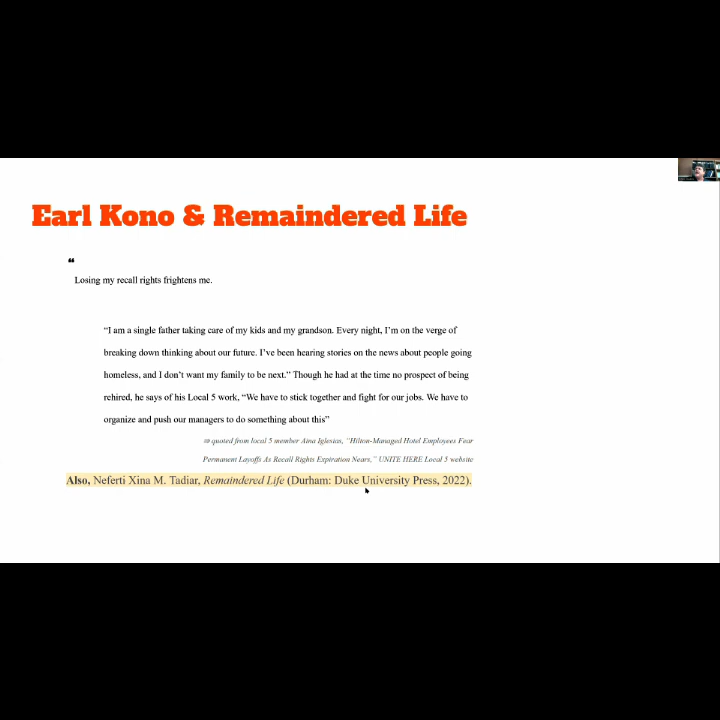 Earl Kono & Remaindered Life
“
Losing my recall rights frightens me.
“I am a single father taking care of my kids and my grandson. Every night, I’m on the verge of
breaking down thinking about our future. I’ve been hearing stories on the news about people going
homeless, and I don’t want my family to be next.” Though he had at the time no prospect of being
rehired, he says of his Local 5 work, “We have to stick together and fight for our jobs. We have to
organize and push our managers to do something about this”
quoted from local 5 member Aina Iglesias, “Hilton-Managed Hotel Employees Fear
Permanent Layoffs As Recall Rights Expiration Nears,” UNITE HERE Local 5 website
Also, Neferti Xina M. Tadiar, Remaindered Life (Durham: Duke University Press, 2022).